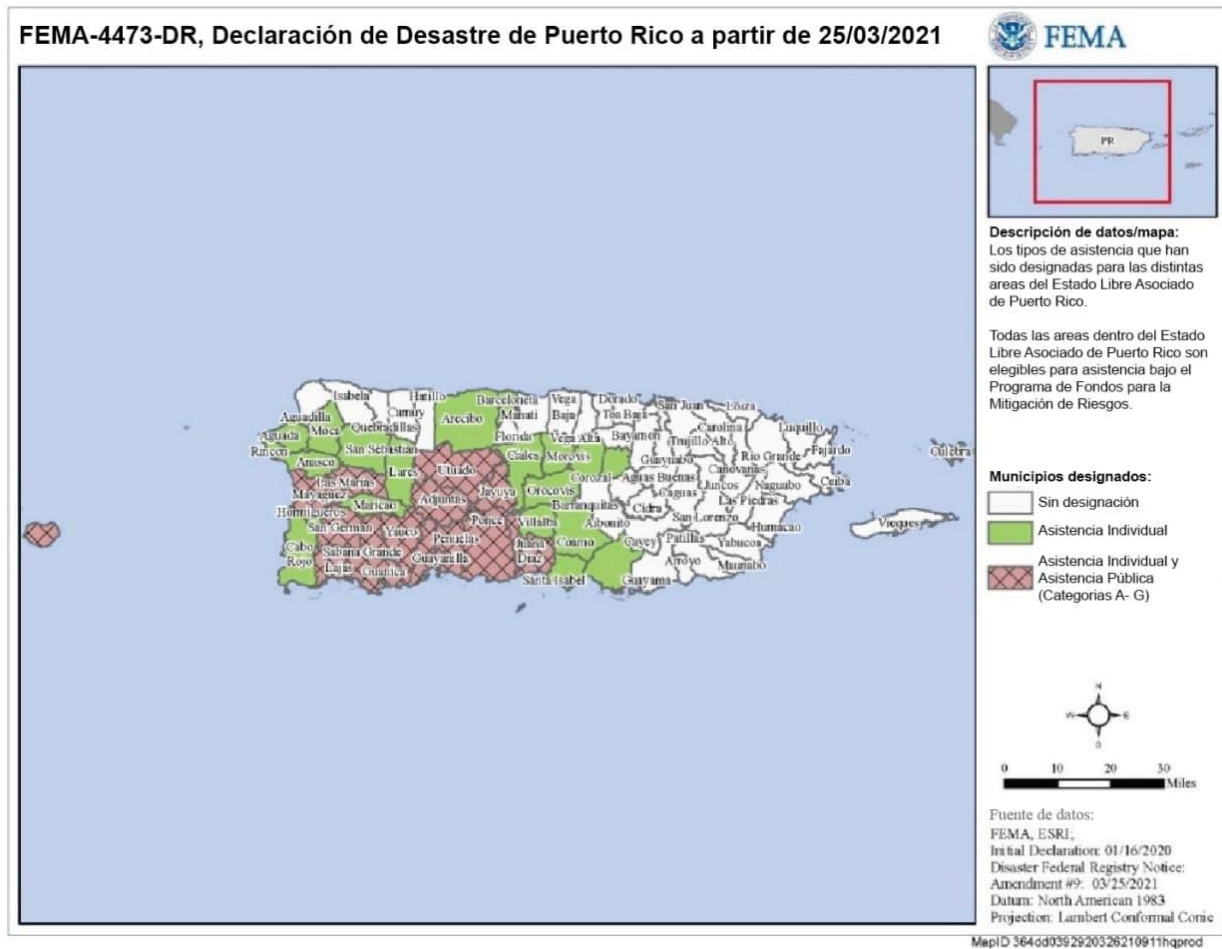 FEMA-4473-DR, Declaración de Desastre de Puerto Rico a partir de 25/03/2021
FEMA
PR
Descripción de datos/mapa:
Los tipos de asistencia que han
sido designadas para las distintas
areas del Estado Libre Asociado
de Puerto Rico.
Todas las areas dentro del Estado
Libre Asociado de Puerto Rico son
elegibles para asistencia bajo el
Programa de Fondos para la
Mitigación de Riesgos.
Municipios designados:
Sin designación
Asistencia Individual
Asistencia Individual y
Asistencia Pública
(Categorias A- G)
Isabela
Hatillo
Barceloneta
Vega
Dorado
Aguadilla
Camuy
Arecibo
Manatí
Baja
Toa Baja
San Juan
Loiza
Moca
Quebradillas
Carolina
Luquillo
Aguada
Florida
Vega Alta
Bayamón
Trujillo Alto
Rincón
San Sebastián
Ciales
Morovis
Guaynabo
Río Grande
Fajardo
Culebra
Añasco
Lares
Utuado
Corozal
Aguas Buenas
Canóvanas
Las Marías
Jayuya
Orocovis
Juncos
Naguabo
Ceiba
Mayagüez
Adjuntas
Caguas
Las Piedras
Hormigueros
Maricao
Barranquitas
Cidra
San Lorenzo
San Germán
Yauco
Ponce
Villalba
Aibonito
Humacao
Vieques
Cabo
Rojo
Peñuelas
Juana
Díaz
Coamo
Cayey
Patillas
Yabucoa
Sabana Grande
Guayanilla
Arroyo
Maunabo
Lajas
Guánica
Santa Isabel
Guayama
N
W
E
0
10
20
30
Miles
Fuente de datos:
FEMA, ESRI;
Initial Declaration: 01/16/2020
Disaster Federal Registry Notice:
Amendment #9: 03/25/2021
Datum: North American 1983
Projection: Lambert Conformal Conic
MapID 364dd0392920326210911hqprod